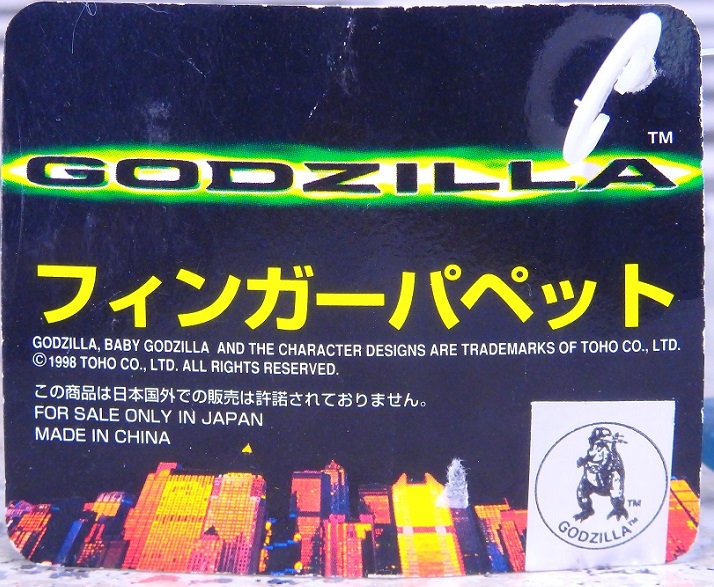 TM
GODZILLA
フィンガーパペット
GODZILLA, BABY GODZILLA AND THE CHARACTER DESIGNS ARE TRADEMARKS OF TOHO CO., LTD.
©1998 TOHO CO., LTD. ALL RIGHTS RESERVED.
この商品は日本国外での販売は許諾されておりません。
FOR SALE ONLY IN JAPAN
MADE IN CHINA
TM
GODZILLA™